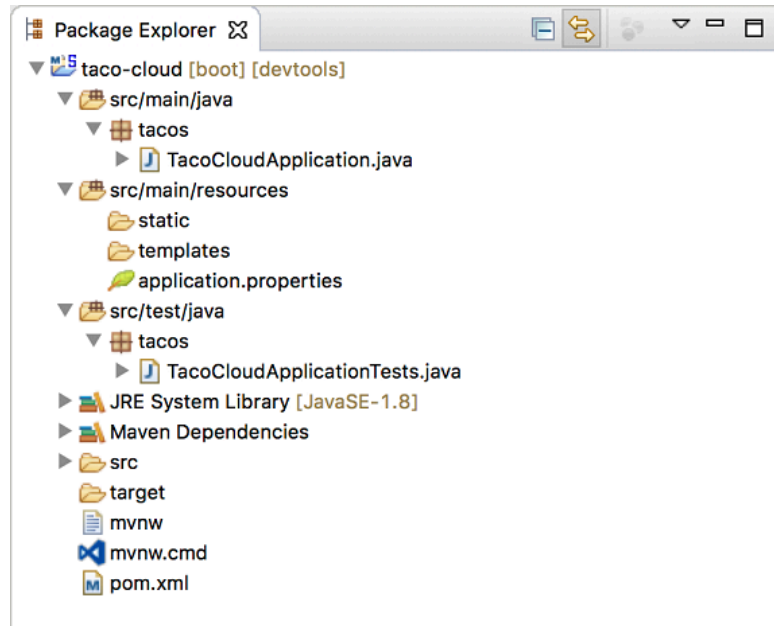 Package Explorer
taco-cloud [boot] [devtools]
src/main/java
tacos
TacoCloudApplication.java
src/main/resources
static
templates
application.properties
src/test/java
tacos
TacoCloudApplicationTests.java
JRE System Library [JavaSE-1.8]
Maven Dependencies
src
target
mvnw
mvnw.cmd
pom.xml